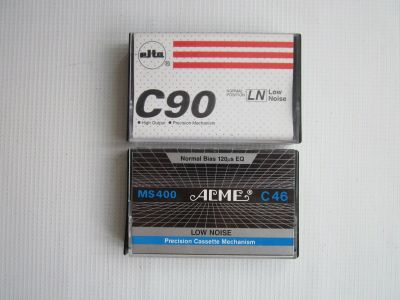 elta ®
NORMAL POSITION LN Low Noise
C90
● High Output ● Precision Mechanism
Normal Bias 120μs EQ
MS400 ACME® C46
LOW NOISE
Precision Cassette Mechanism